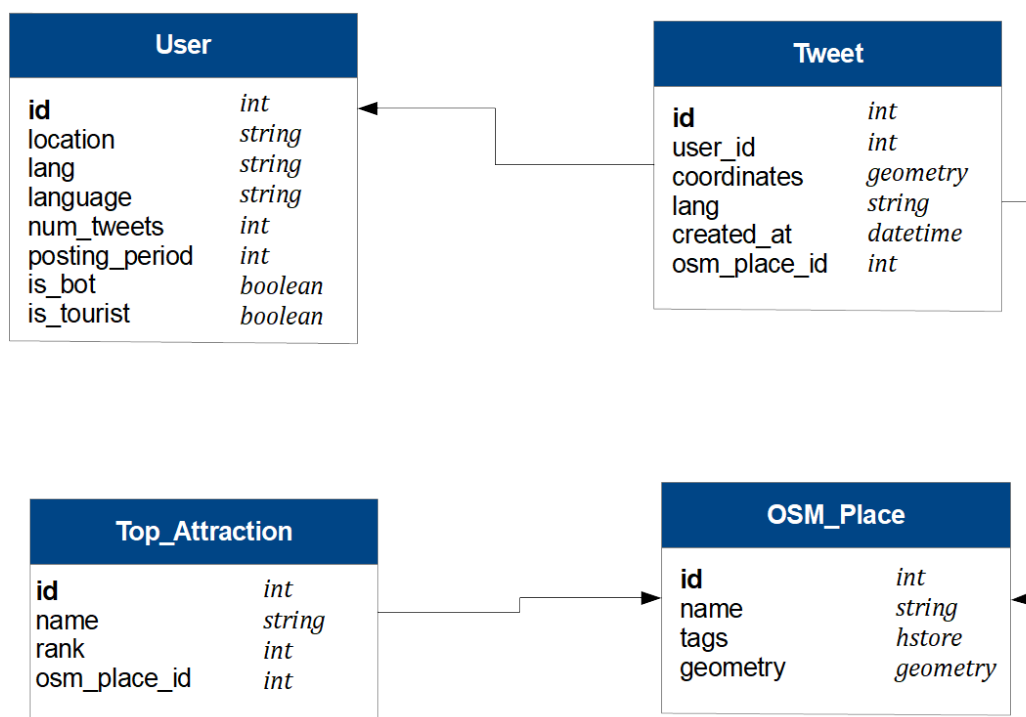 User
id int
location string
lang string
language string
num_tweets int
posting_period int
is_bot boolean
is_tourist boolean
Tweet
id int
user_id int
coordinates geometry
lang string
created_at datetime
osm_place_id int
Top_Attraction
id int
name string
rank int
osm_place_id int
OSM_Place
id int
name string
tags hstore
geometry geometry